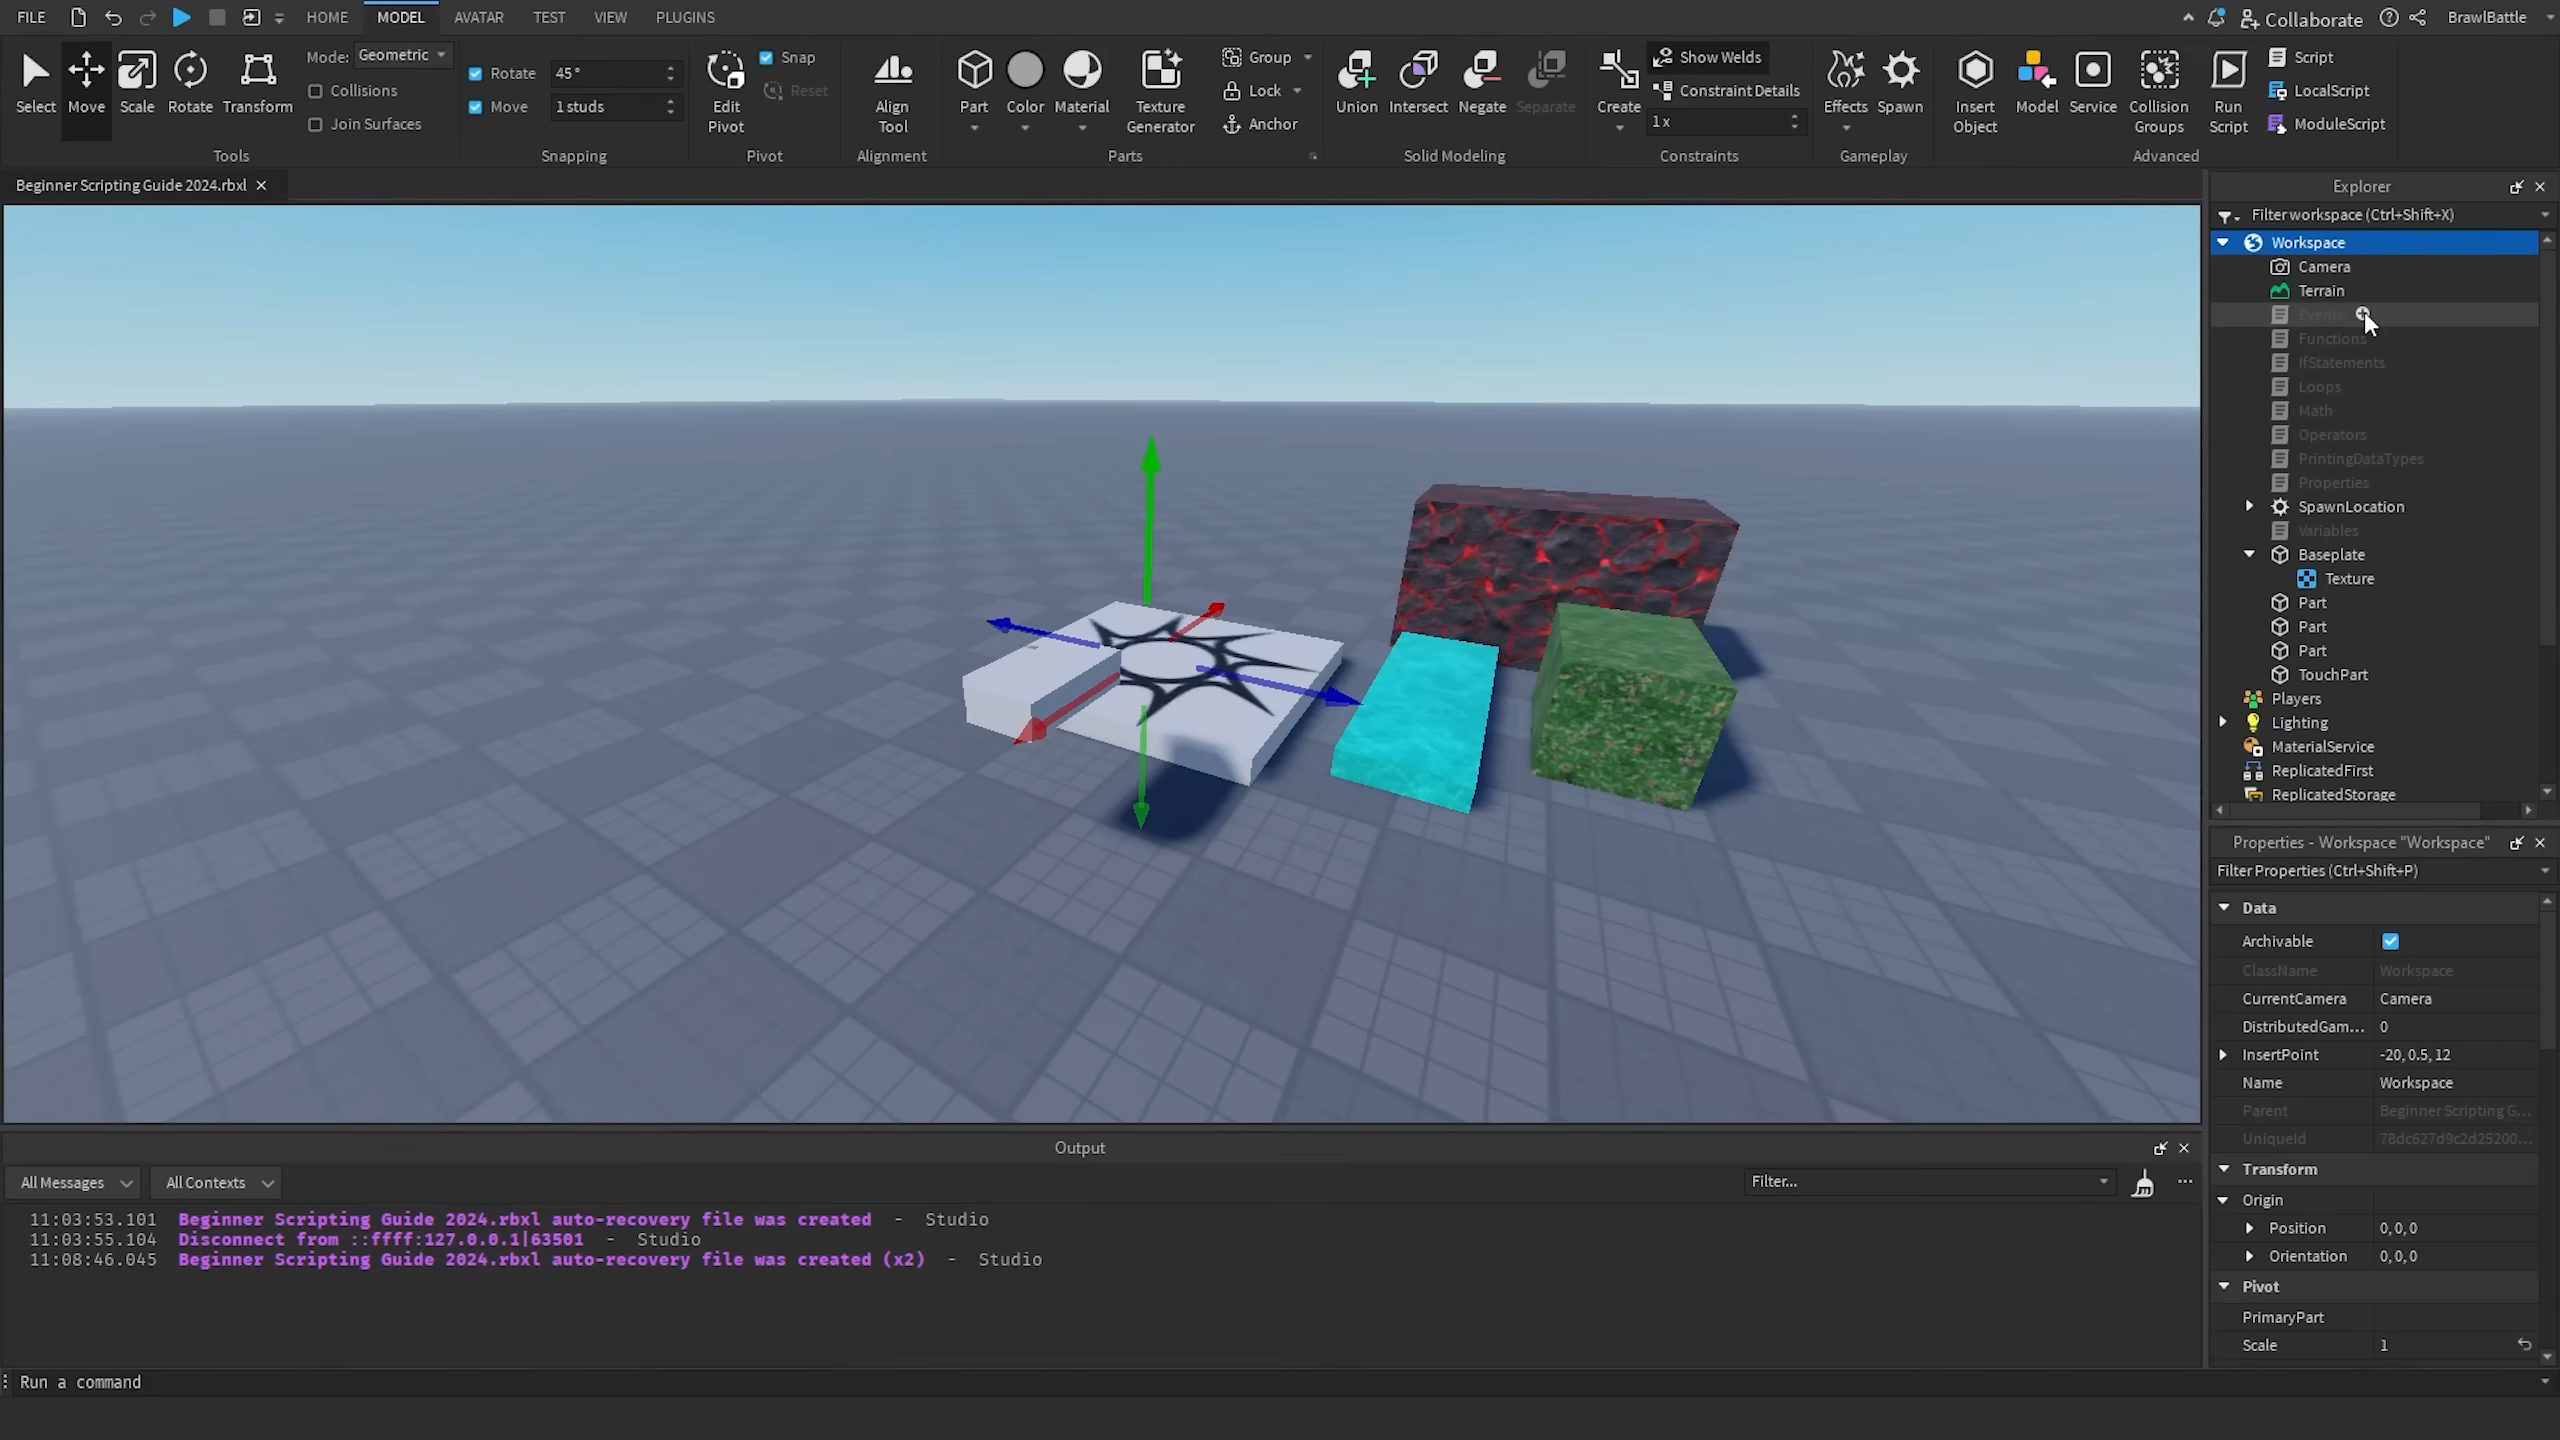 FILE HOME MODEL AVATAR TEST VIEW PLUGINS Collaborate BrawlBattle
Select Move Scale Rotate Transform
Mode: Geometric
Collisions
Join Surfaces
Tools
Rotate 45°
Move 1 studs
Snapping
Edit Pivot
Snap
Reset
Pivot
Align Tool
Alignment
Part Color Material Texture Generator
Group
Lock
Anchor
Parts
Union Intersect Negate Separate
Solid Modeling
Create
Show Welds
Constraint Details
1x
Constraints
Effects Spawn
Gameplay
Insert Object
Model Service
Collision Groups
Run Script
Script
LocalScript
ModuleScript
Advanced
Beginner Scripting Guide 2024.rbxl
Explorer
Filter workspace (Ctrl+Shift+X)
Workspace
Camera
Terrain
Events
Functions
IfStatements
Loops
Math
Operators
PrintingDataTypes
Properties
SpawnLocation
Variables
Baseplate
Texture
Part
Part
Part
TouchPart
Players
Lighting
MaterialService
ReplicatedFirst
ReplicatedStorage
Properties - Workspace "Workspace"
Filter Properties (Ctrl+Shift+P)
Data
Archivable
ClassName Workspace
CurrentCamera Camera
DistributedGam... 0
InsertPoint -20, 0.5, 12
Name Workspace
Parent Beginner Scripting G...
UniqueId 78dc627d9c2d25200...
Transform
Origin
Position 0, 0, 0
Orientation 0, 0, 0
Pivot
PrimaryPart
Scale 1
Output
All Messages All Contexts Filter...
11:03:53.101 Beginner Scripting Guide 2024.rbxl auto-recovery file was created - Studio
11:03:55.104 Disconnect from ::ffff:127.0.0.1|63501 - Studio
11:08:46.045 Beginner Scripting Guide 2024.rbxl auto-recovery file was created (x2) - Studio
Run a command